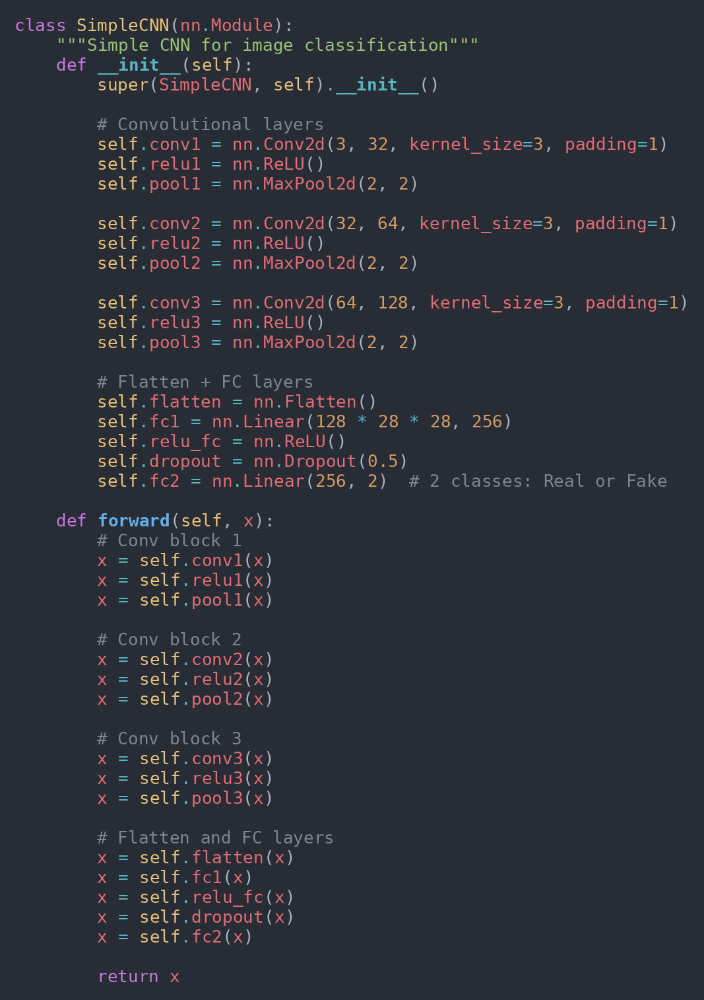 class SimpleCNN(nn.Module):
    """Simple CNN for image classification"""
    def __init__(self):
        super(SimpleCNN, self).__init__()

        # Convolutional layers
        self.conv1 = nn.Conv2d(3, 32, kernel_size=3, padding=1)
        self.relu1 = nn.ReLU()
        self.pool1 = nn.MaxPool2d(2, 2)

        self.conv2 = nn.Conv2d(32, 64, kernel_size=3, padding=1)
        self.relu2 = nn.ReLU()
        self.pool2 = nn.MaxPool2d(2, 2)

        self.conv3 = nn.Conv2d(64, 128, kernel_size=3, padding=1)
        self.relu3 = nn.ReLU()
        self.pool3 = nn.MaxPool2d(2, 2)

        # Flatten + FC layers
        self.flatten = nn.Flatten()
        self.fc1 = nn.Linear(128 * 28 * 28, 256)
        self.relu_fc = nn.ReLU()
        self.dropout = nn.Dropout(0.5)
        self.fc2 = nn.Linear(256, 2)  # 2 classes: Real or Fake

    def forward(self, x):
        # Conv block 1
        x = self.conv1(x)
        x = self.relu1(x)
        x = self.pool1(x)

        # Conv block 2
        x = self.conv2(x)
        x = self.relu2(x)
        x = self.pool2(x)

        # Conv block 3
        x = self.conv3(x)
        x = self.relu3(x)
        x = self.pool3(x)

        # Flatten and FC layers
        x = self.flatten(x)
        x = self.fc1(x)
        x = self.relu_fc(x)
        x = self.dropout(x)
        x = self.fc2(x)

        return x